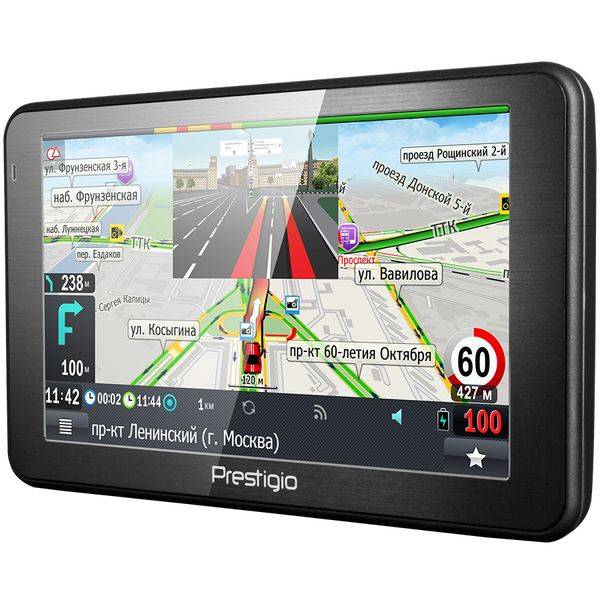 ул. Фрунзенская 3-я
наб. Фрунзенская
наб. Лужнецкая
ТТК
пер. Ездаков
проезд Рощинский 2-й
проезд Донской 5-й
ТТК
Проспект
ул. Вавилова
238 м
Сергея Капицы
ул. Косыгина
пр-кт 60-летия Октября
100 м
120 м
60
427 м
11:42
00:02
11:44
1 км
100
пр-кт Ленинский (г. Москва)
Prestigio